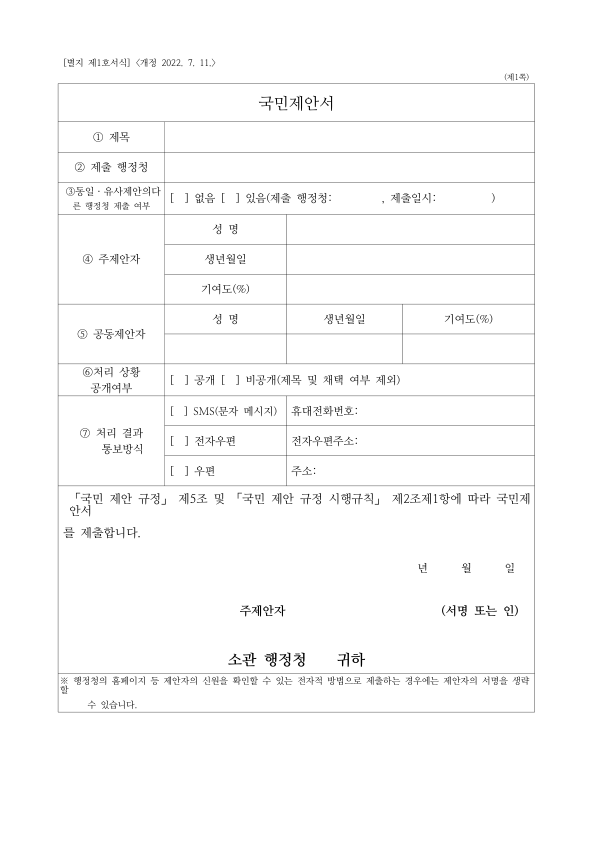 [별지 제1호서식] <개정 2022. 7. 11.>
(제1쪽)
국민제안서
① 제목
② 제출 행정청
③동일ㆍ유사제안의다
른 행정청 제출 여부
[ ] 없음 [ ] 있음(제출 행정청: , 제출일시: )
④ 주제안자
성 명
생년월일
기여도(%)
⑤ 공동제안자
성 명 생년월일 기여도(%)
⑥처리 상황
공개여부
[ ] 공개 [ ] 비공개(제목 및 채택 여부 제외)
⑦ 처리 결과
통보방식
[ ] SMS(문자 메시지) 휴대전화번호:
[ ] 전자우편 전자우편주소:
[ ] 우편 주소:
「국민 제안 규정」 제5조 및 「국민 제안 규정 시행규칙」 제2조제1항에 따라 국민제
안서
를 제출합니다.
년 월 일
주제안자 (서명 또는 인)
소관 행정청 귀하
※ 행정청의 홈페이지 등 제안자의 신원을 확인할 수 있는 전자적 방법으로 제출하는 경우에는 제안자의 서명을 생략
할
수 있습니다.